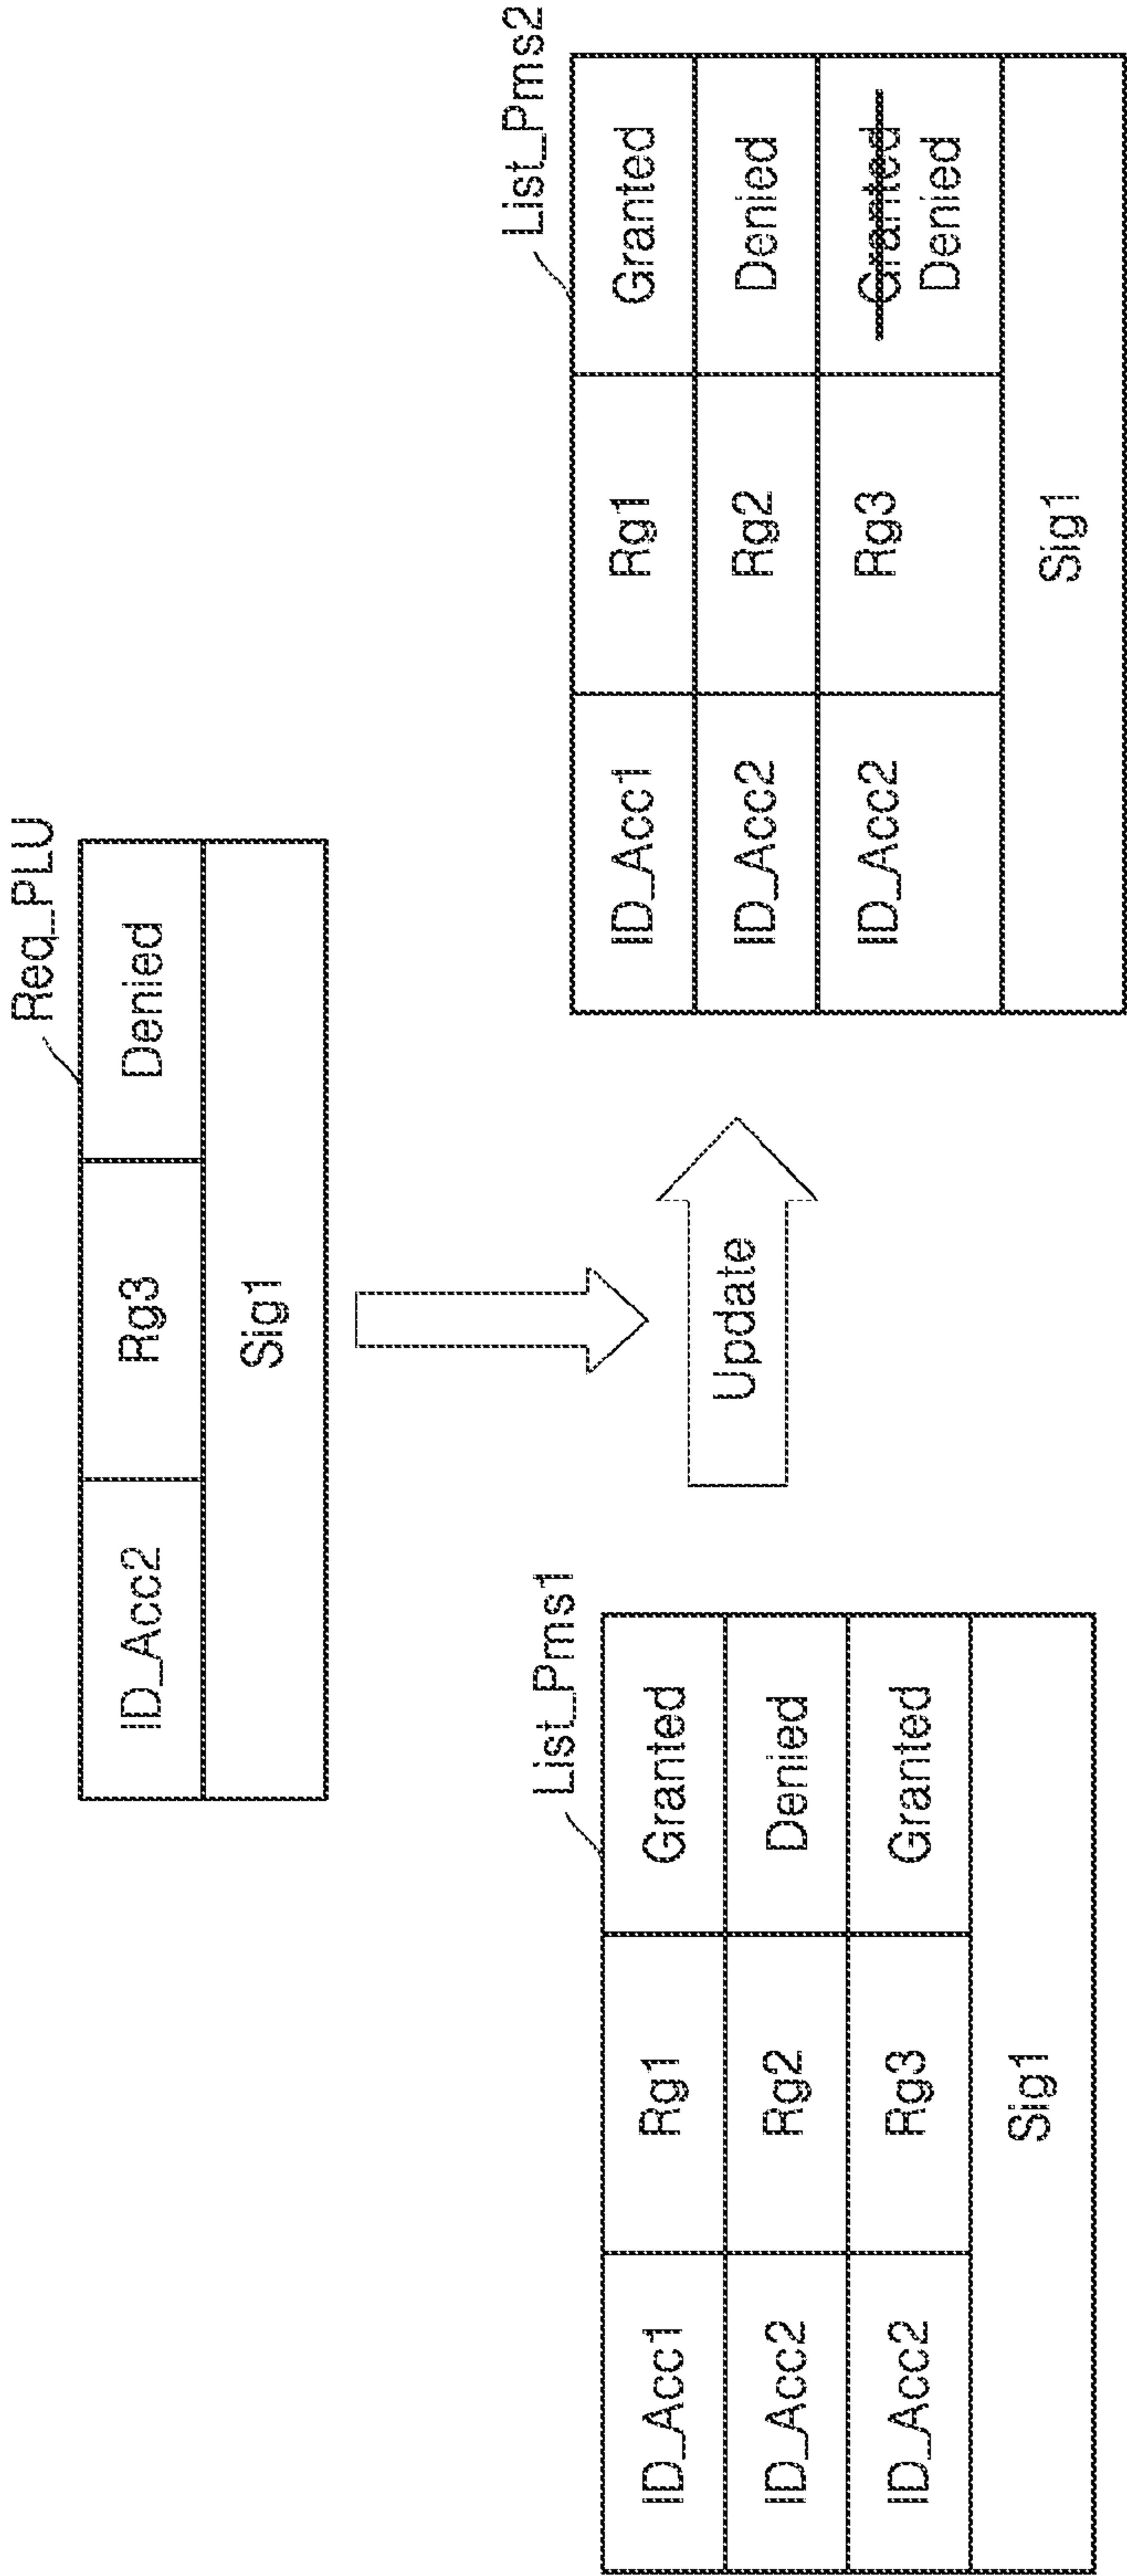 Req_PLU
ID_Acc2 Rg3 Denied
Sig1
List_Pms1
ID_Acc1 Rg1 Granted
ID_Acc2 Rg2 Denied
ID_Acc2 Rg3 Granted
Sig1
Update
List_Pms2
ID_Acc1 Rg1 Granted
ID_Acc2 Rg2 Denied
ID_Acc2 Rg3 Granted
Denied
Sig1